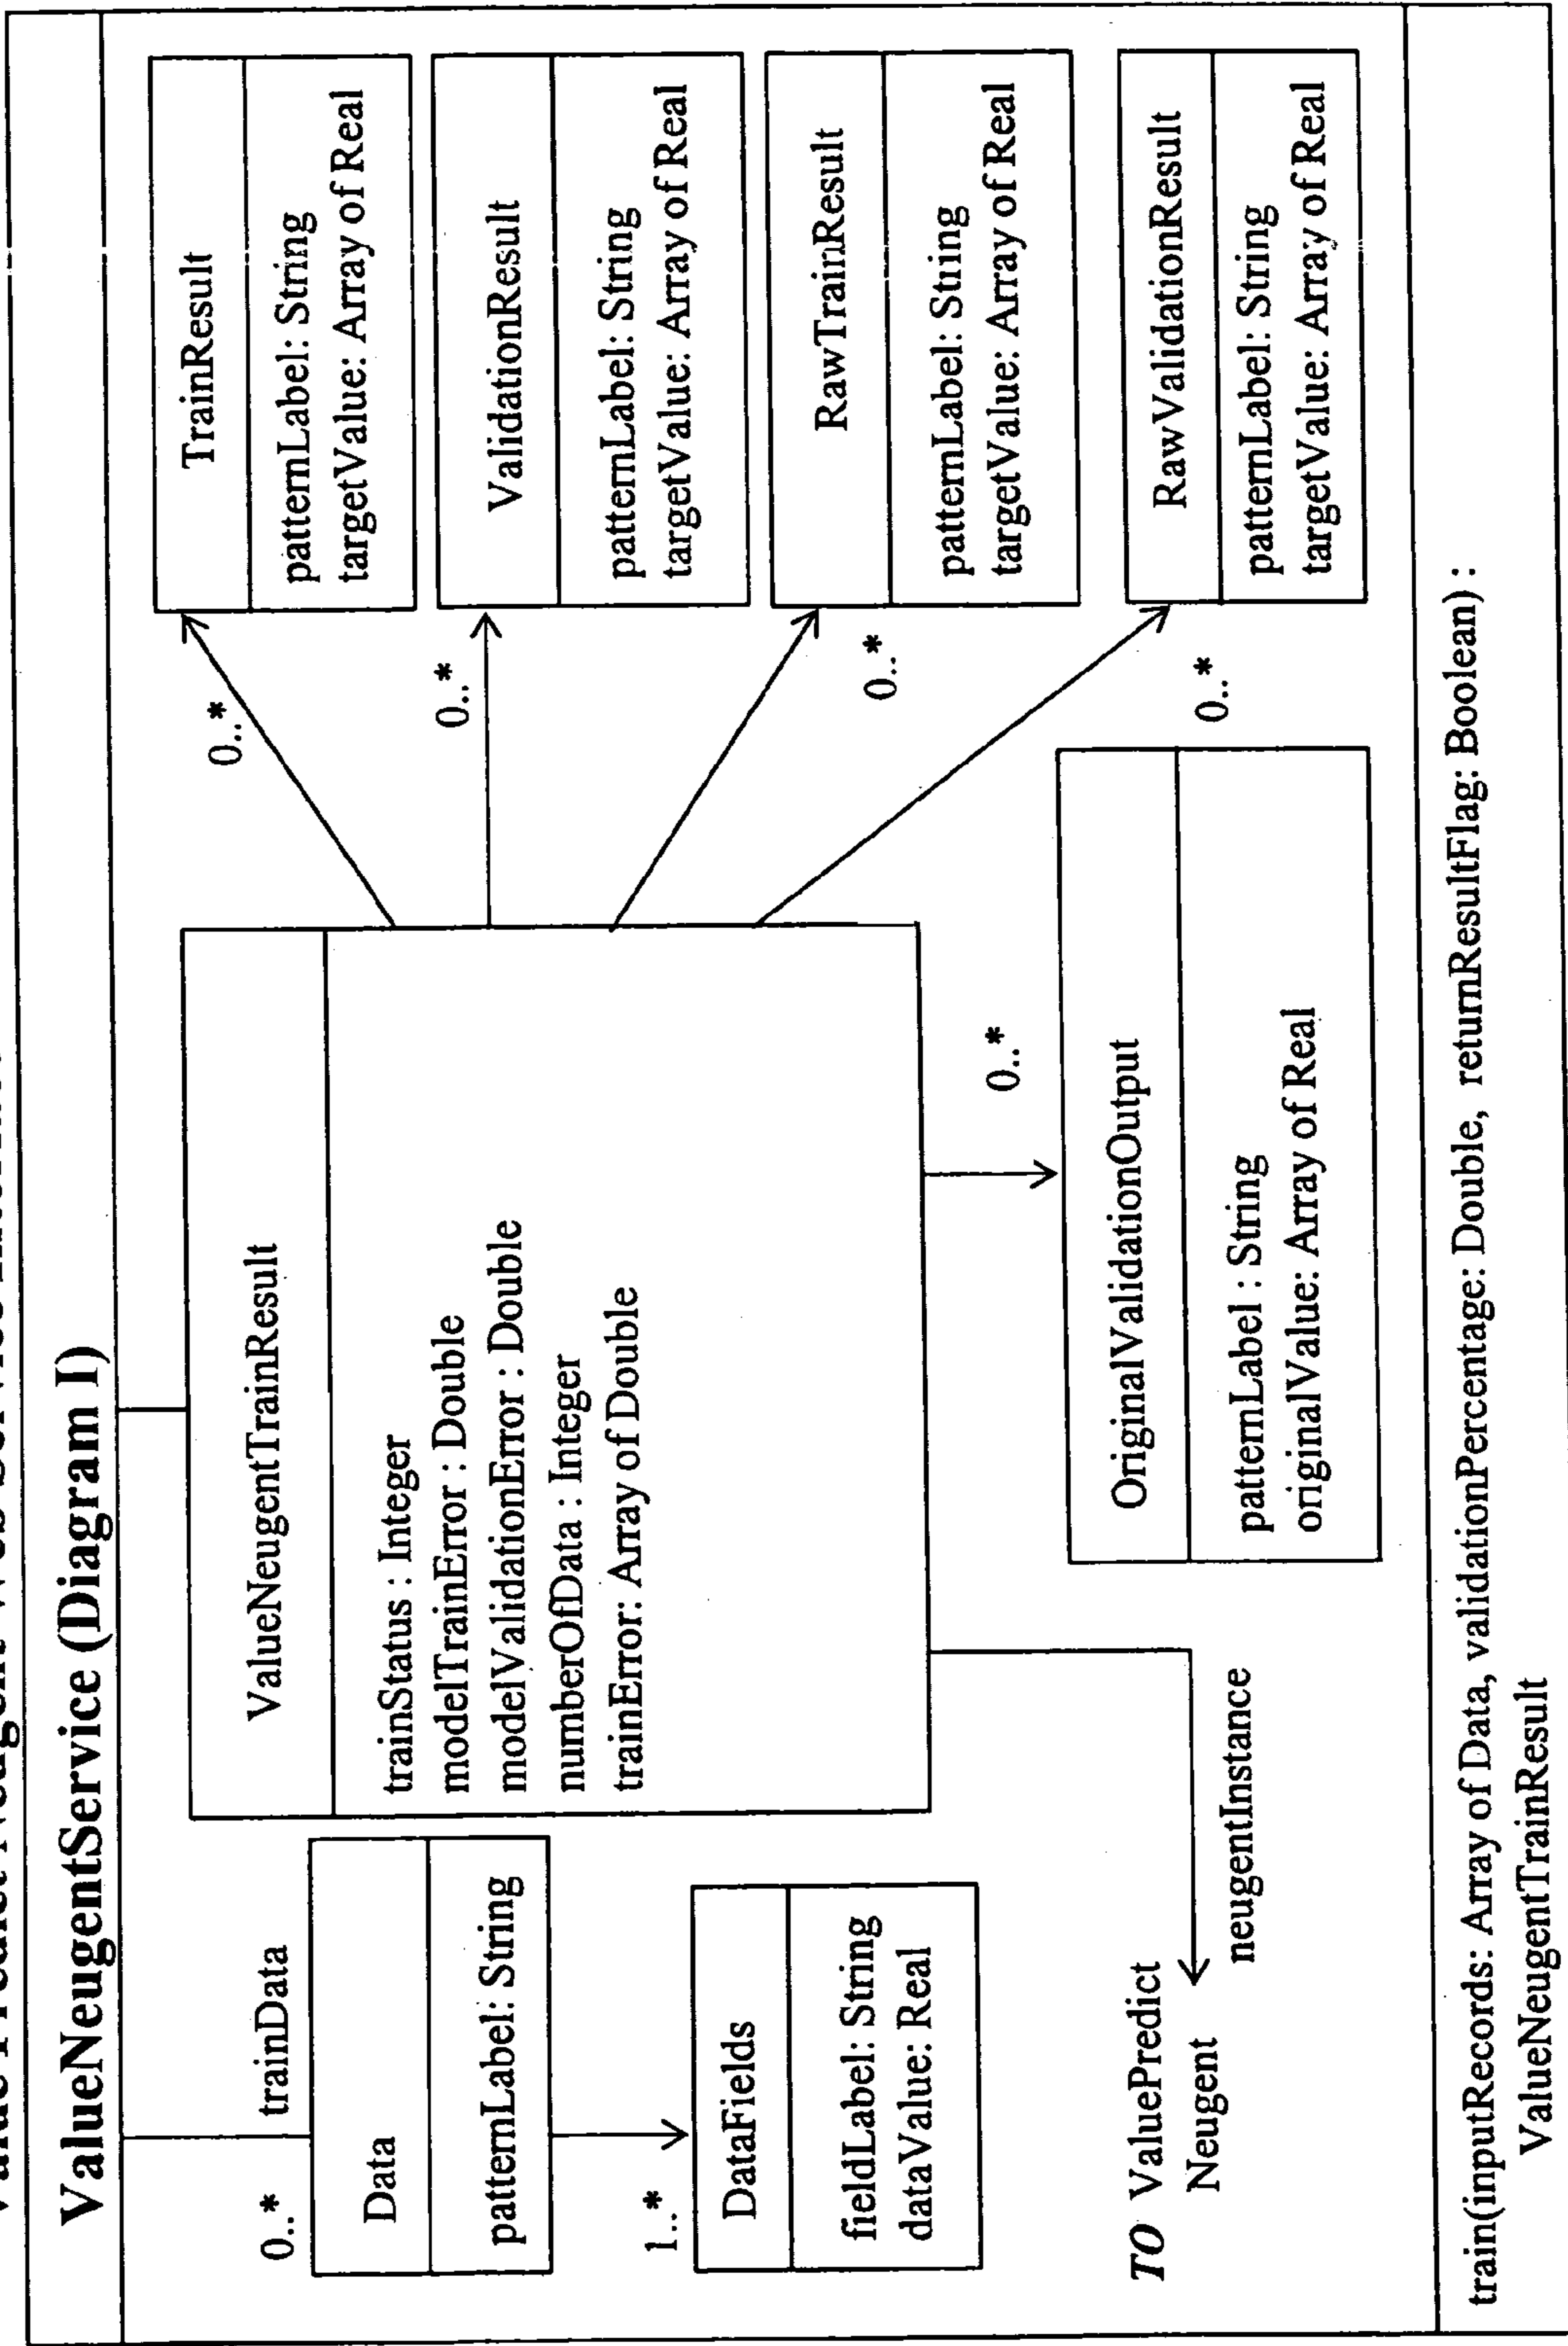 ValueNeugentService (Diagram I)
0..*
trainData
Data
patternLabel: String
1..*
DataFields
fieldLabel: String
dataValue: Real
TO ValuePredict
Neugent
neugentInstance
ValueNeugentTrainResult
trainStatus : Integer
modelTrainError : Double
modelValidationError : Double
numberOfData : Integer
trainError: Array of Double
0..*
OriginalValidationOutput
patternLabel : String
originalValue: Array of Real
0..*
TrainResult
patternLabel: String
targetValue: Array of Real
0..*
ValidationResult
patternLabel: String
targetValue: Array of Real
0..*
RawTrainResult
patternLabel: String
targetValue: Array of Real
0..*
RawValidationResult
patternLabel: String
targetValue: Array of Real
train(inputRecords: Array of Data, validationPercentage: Double, returnResultFlag: Boolean) :
ValueNeugentTrainResult